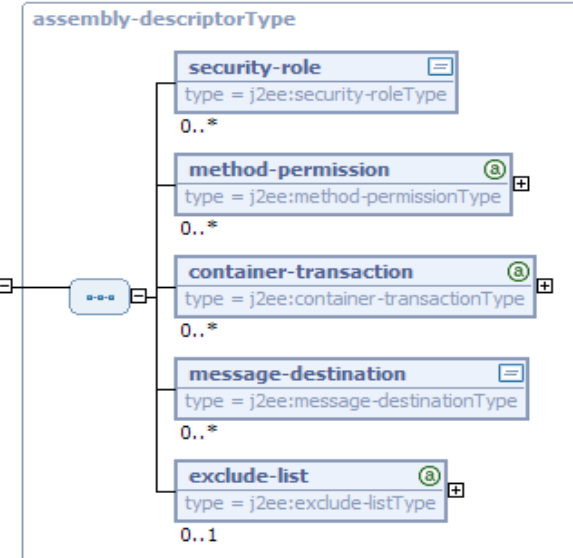 assembly-descriptorType
security-role
type = j2ee:security-roleType
0..*
method-permission
a
type = j2ee:method-permissionType
0..*
container-transaction
a
type = j2ee:container-transactionType
0..*
message-destination
type = j2ee:message-destinationType
0..*
exclude-list
a
type = j2ee:exclude-listType
0..1